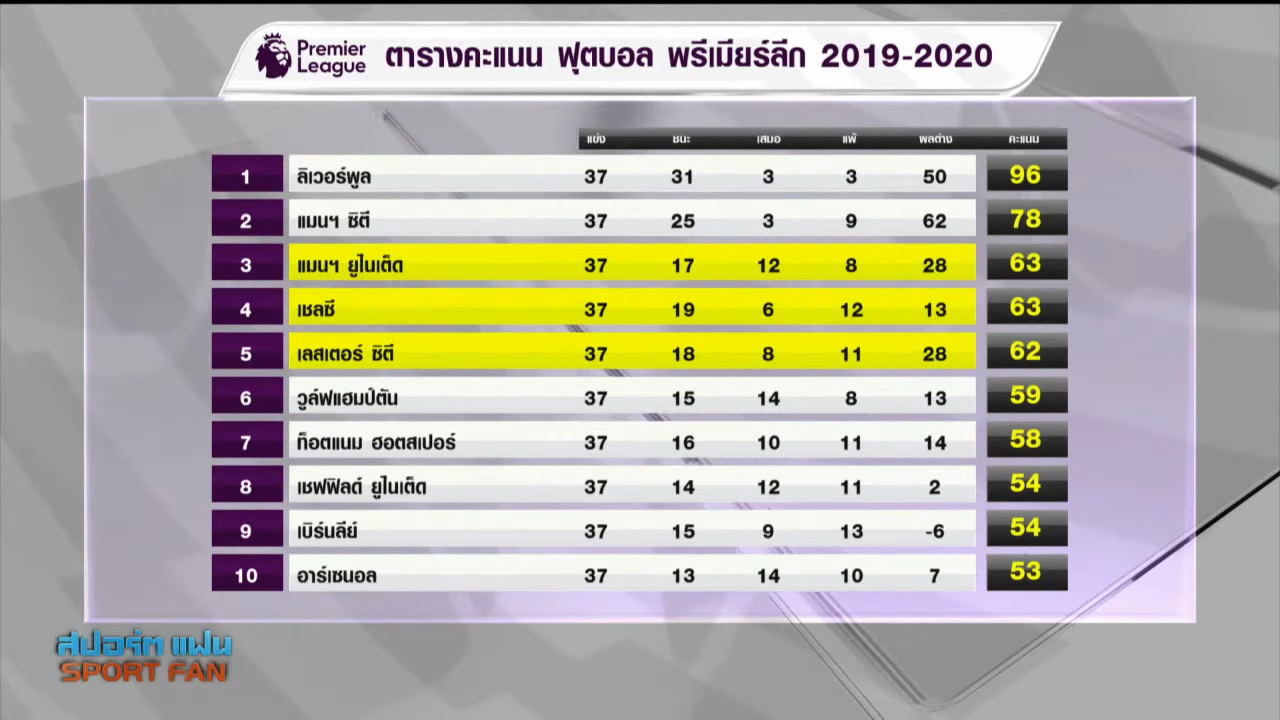 Premier League ตารางคะแนน ฟุตบอล พรีเมียร์ลีก 2019-2020
แข่ง ชนะ เสมอ แพ้ ผลต่าง คะแนน
1 ลิเวอร์พูล 37 31 3 3 50 96
2 แมนฯ ซิตี 37 25 3 9 62 78
3 แมนฯ ยูไนเต็ด 37 17 12 8 28 63
4 เชลซี 37 19 6 12 13 63
5 เลสเตอร์ ซิตี 37 18 8 11 28 62
6 วูล์ฟแฮมป์ตัน 37 15 14 8 13 59
7 ท็อตแนม ฮอตสเปอร์ 37 16 10 11 14 58
8 เชฟฟิลด์ ยูไนเต็ด 37 14 12 11 2 54
9 เบิร์นลีย์ 37 15 9 13 -6 54
10 อาร์เซนอล 37 13 14 10 7 53
สปอร์ต แฟน
SPORT FAN